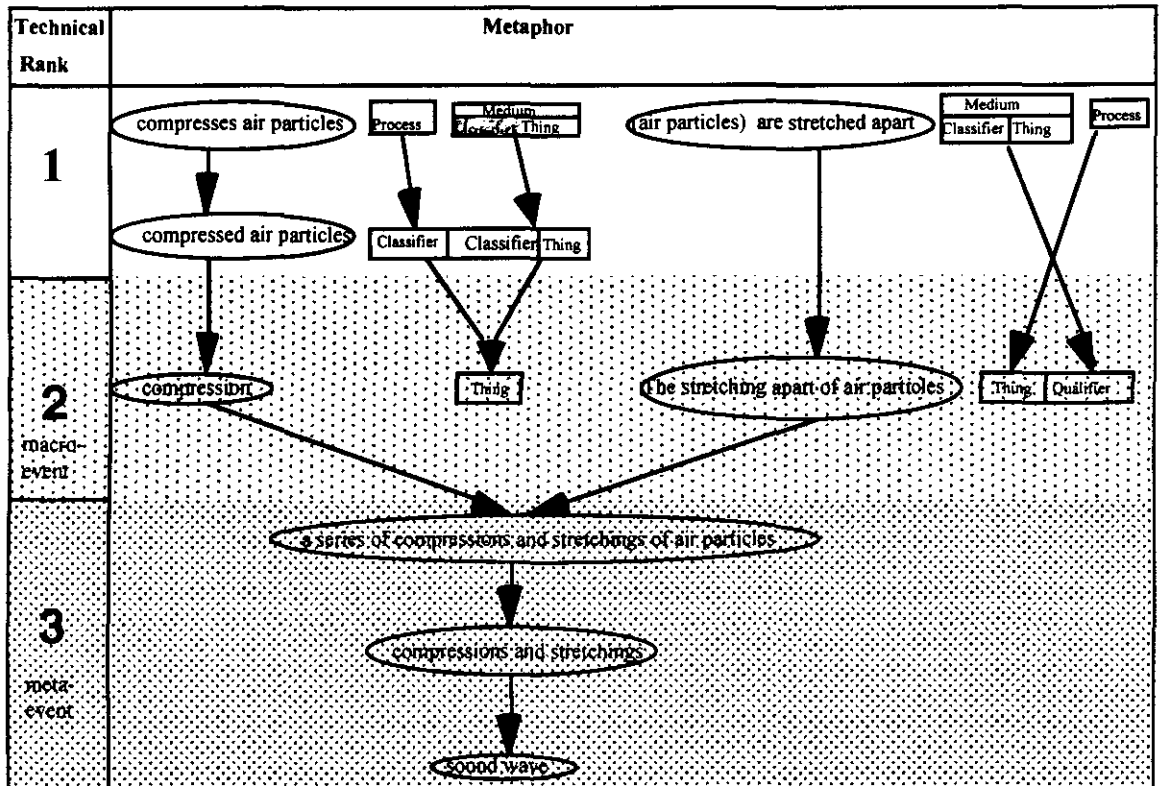 Technical
Rank
Metaphor
1
compresses air particles
Process
Medium
Classifier Thing
(air particles) are stretched apart
Medium
Classifier Thing
Process
compressed air particles
Classifier Classifier Thing
2
macro-
event
compression
Thing
The stretching apart of air particles
Thing. Qualifier
3
meta-
event
a series of compressions and stretchings of air particles
compressions and stretchings
sound wave